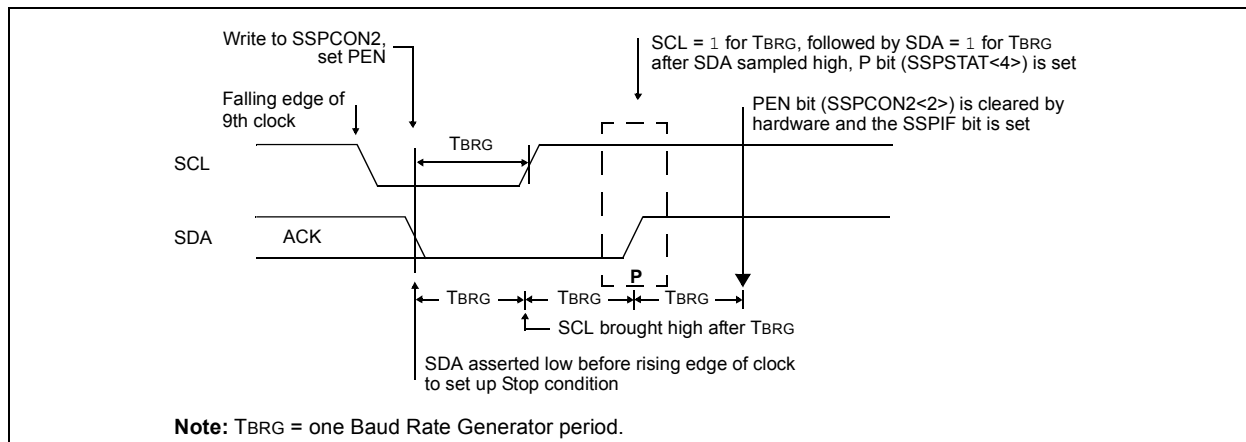 Write to SSPCON2,
set PEN
SCL = 1 for TBRG, followed by SDA = 1 for TBRG
after SDA sampled high, P bit (SSPSTAT<4>) is set
Falling edge of
9th clock
PEN bit (SSPCON2<2>) is cleared by
hardware and the SSPIF bit is set
TBRG
SCL
SDA
ACK
P
TBRG
TBRG
TBRG
SCL brought high after TBRG
SDA asserted low before rising edge of clock
to set up Stop condition
Note: TBRG = one Baud Rate Generator period.